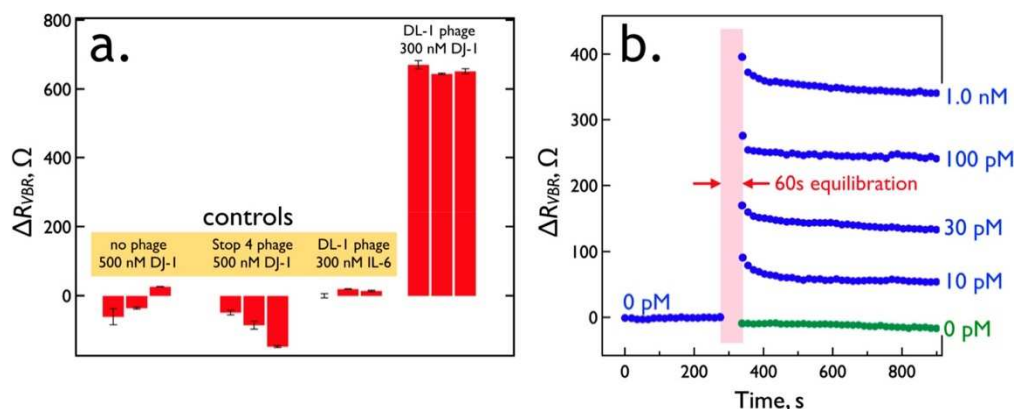 a.
ΔRVBR, Ω
800
600
400
200
0
controls
no phage
500 nM DJ-1
Stop 4 phage
500 nM DJ-1
DL-1 phage
300 nM IL-6
DL-1 phage
300 nM DJ-1
b.
ΔRVBR, Ω
400
300
200
100
0
0 pM
60s equilibration
1.0 nM
100 pM
30 pM
10 pM
0 pM
0
200
400
600
800
Time, s